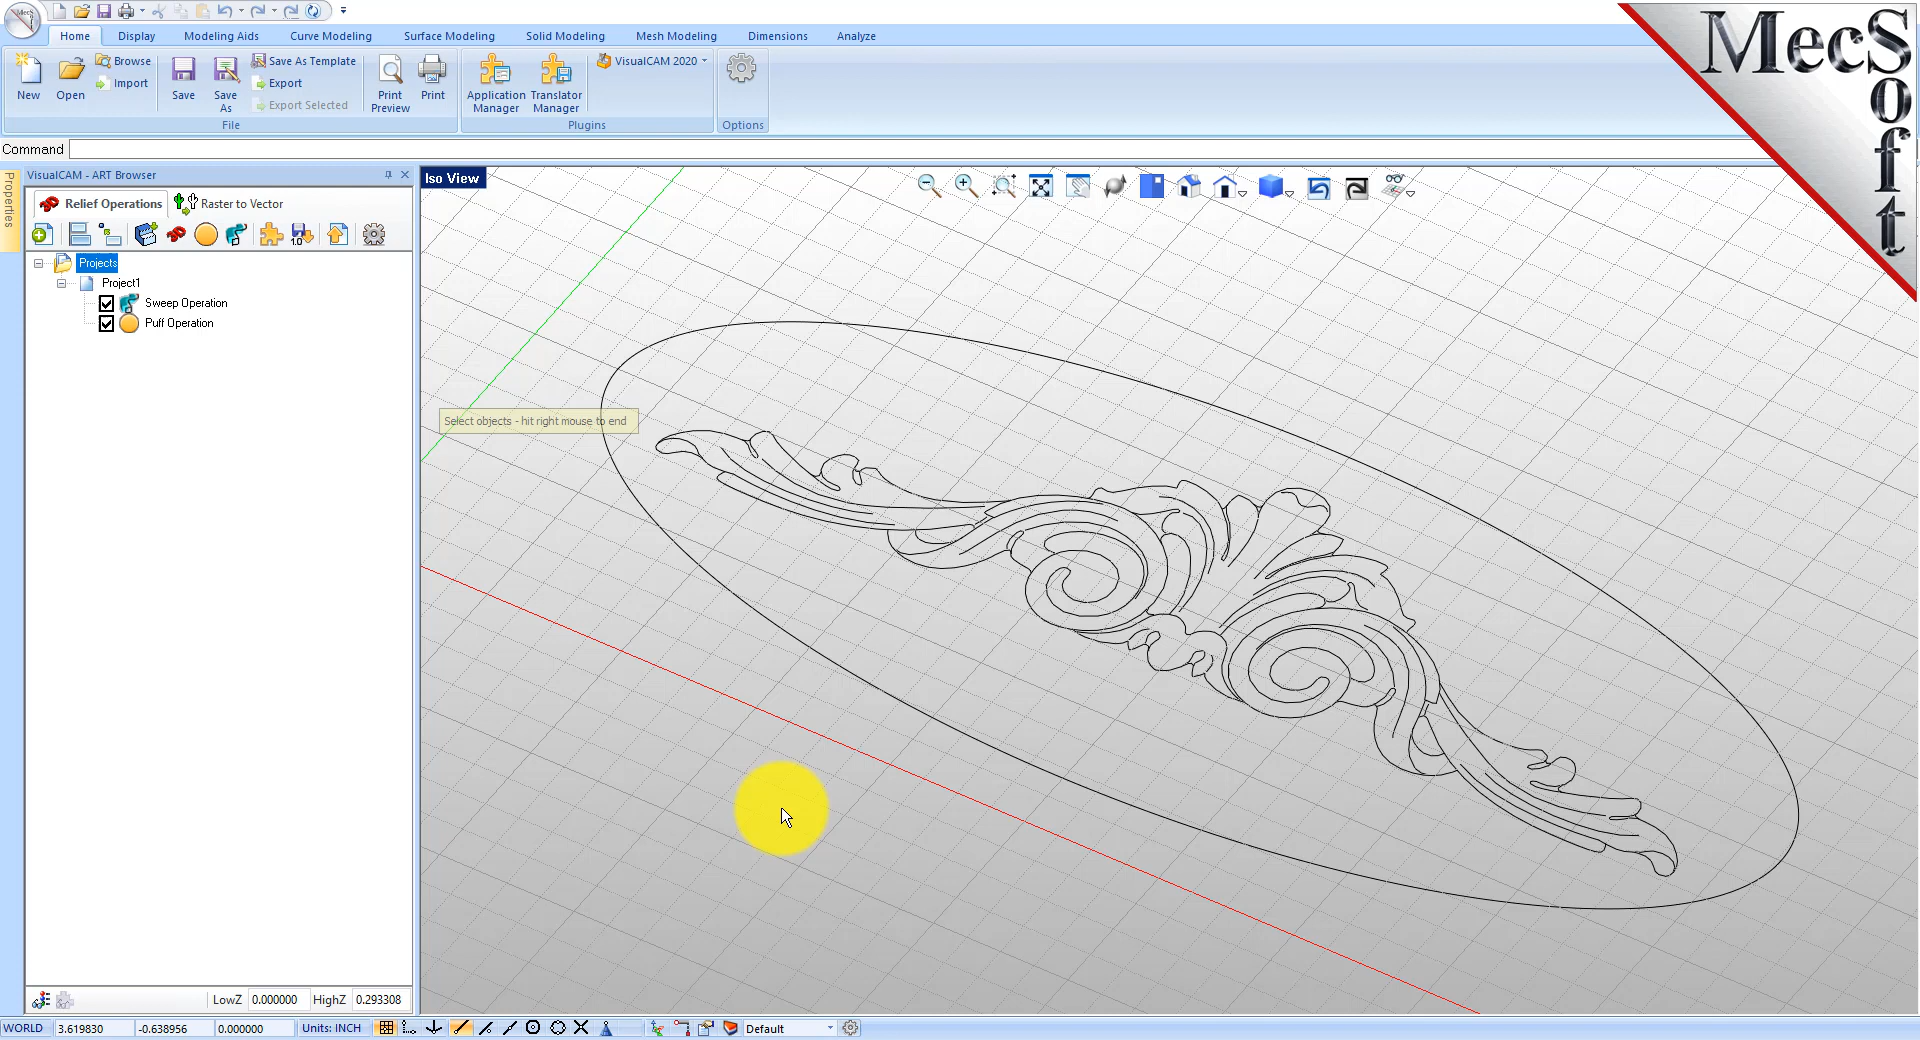 MecS
Home Display Modeling Aids Curve Modeling Surface Modeling Solid Modeling Mesh Modeling Dimensions Analyze
MecSoft
New
Open
Browse
Import
Save
Save As
Save As Template
Export
Export Selected
Print Preview
Print
Application Manager
Translator Manager
VisualCAM 2020
File
Plugins
Options
Command
Properties
VisualCAM - ART Browser
Iso View
Relief Operations
Raster to Vector
1.0
Projects
Project1
Sweep Operation
Puff Operation
Select objects - hit right mouse to end
LowZ 0.000000 HighZ 0.293308
WORLD 3.619830 -0.638956 0.000000 Units: INCH Default